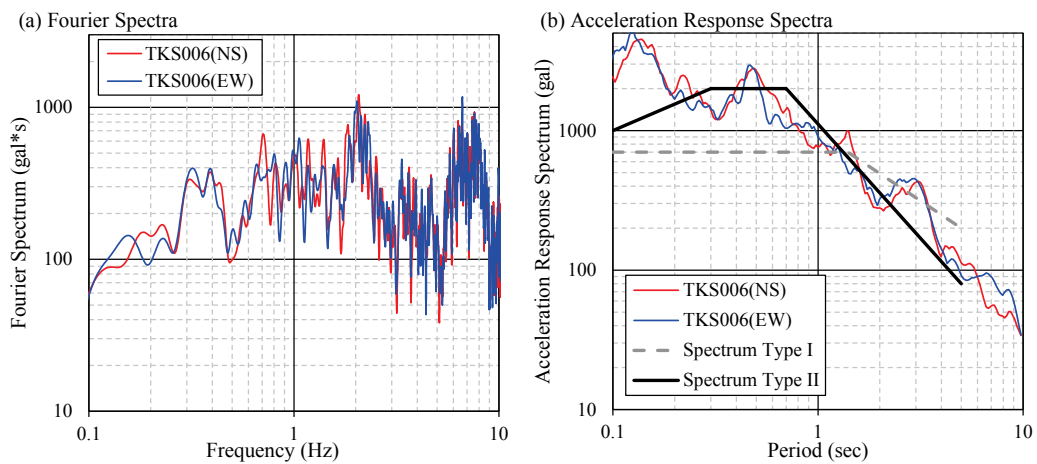 (a) Fourier Spectra
Fourier Spectrum (gal*s)
1000
100
10
0.1
1
10
Frequency (Hz)
TKS006(NS)
TKS006(EW)
(b) Acceleration Response Spectra
Acceleration Response Spectrum (gal)
1000
100
10
0.1
1
10
Period (sec)
TKS006(NS)
TKS006(EW)
Spectrum Type I
Spectrum Type II